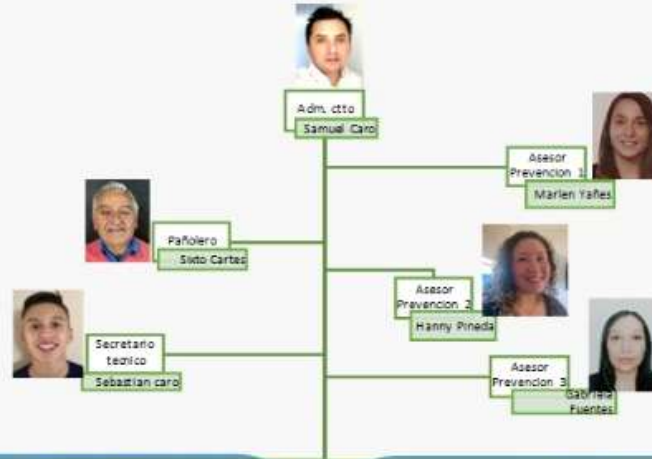 Adm. ctto
Samuel Caro
Asesor
Prevencion 1
Marlen Yañes
Pañolero
Sixto Cartes
Asesor
Prevencion 2
Hanny Pineda
Secretario
tecnico
Sebastian caro
Asesor
Prevencion 3
Gabriela
Fuentes